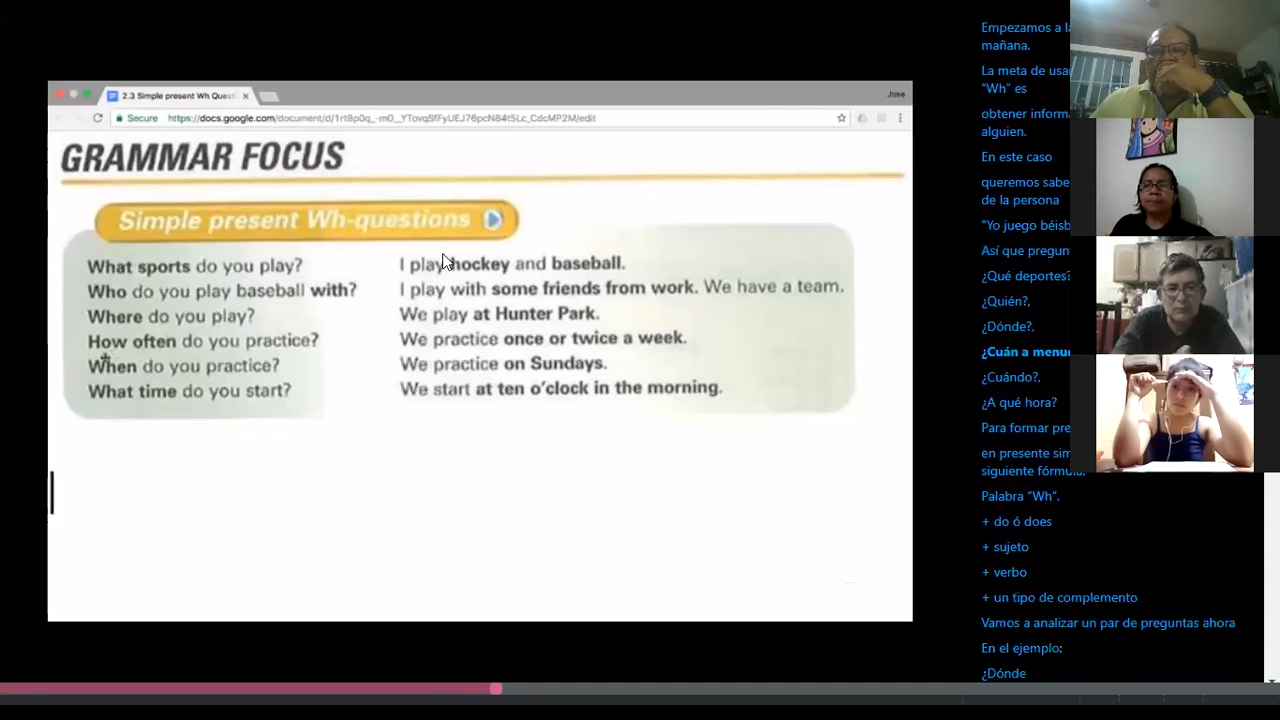 2.3 Simple present Wh Quest
Jose
Secure https://docs.google.com/document/d/1rt8p0q_-m0__YTovqSfFyUEJ76pcN84t5Lc_CdcMP2M/edit
GRAMMAR FOCUS
Simple present Wh-questions
What sports do you play? I play hockey and baseball.
Who do you play baseball with? I play with some friends from work. We have a team.
Where do you play? We play at Hunter Park.
How often do you practice? We practice once or twice a week.
When do you practice? We practice on Sundays.
What time do you start? We start at ten o'clock in the morning.
Empezamos a la
mañana.
La meta de usa
"Wh" es
obtener inform
alguien.
En este caso
queremos sabe
de la persona
"Yo juego béisb
Así que pregun
¿Qué deportes?
¿Quién?,
¿Dónde?,
¿Cuán a menu
¿Cuándo?,
¿A qué hora?
Para formar pre
en presente sim
siguiente fórmula.
Palabra "Wh".
+ do ó does
+ sujeto
+ verbo
+ un tipo de complemento
Vamos a analizar un par de preguntas ahora
En el ejemplo:
¿Dónde